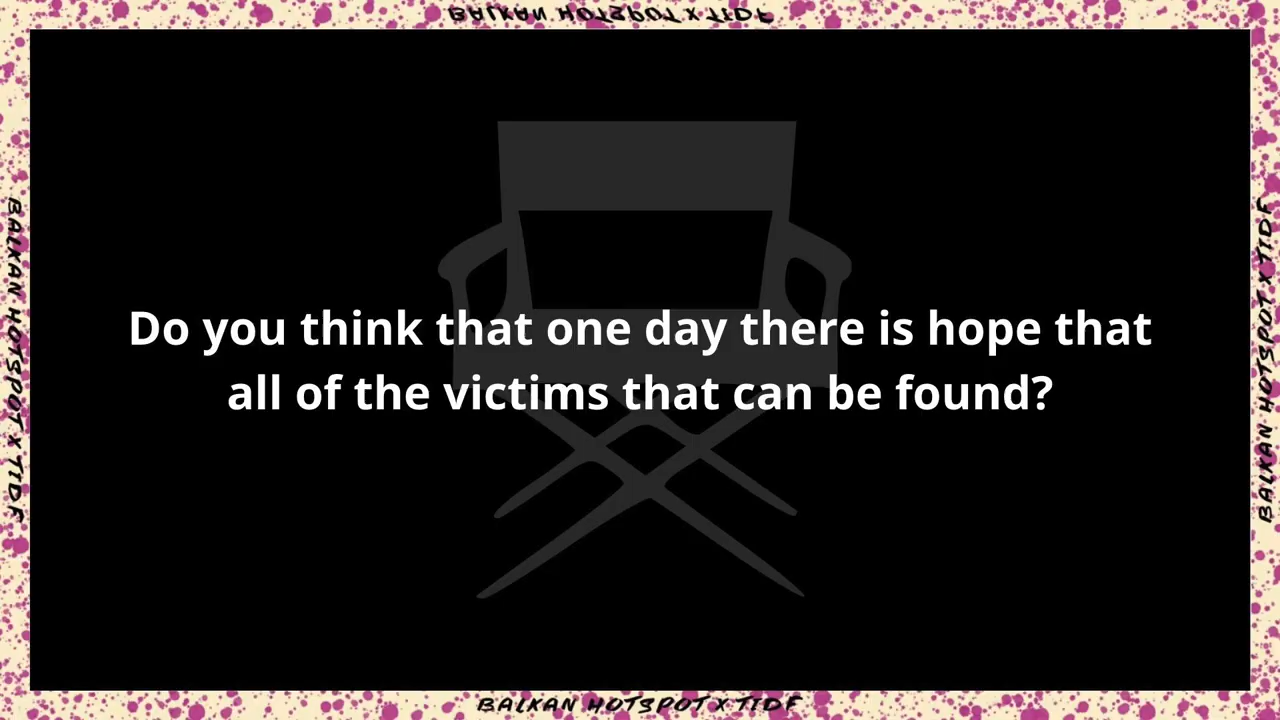 BALKAN HOTSPOT X TIDF
Do you think that one day there is hope that
all of the victims that can be found?
BALKAN HOTSPOT X TIDF
BALKAN HOTSPOT X TIDF
BALKAN HOTSPOT X TIDF